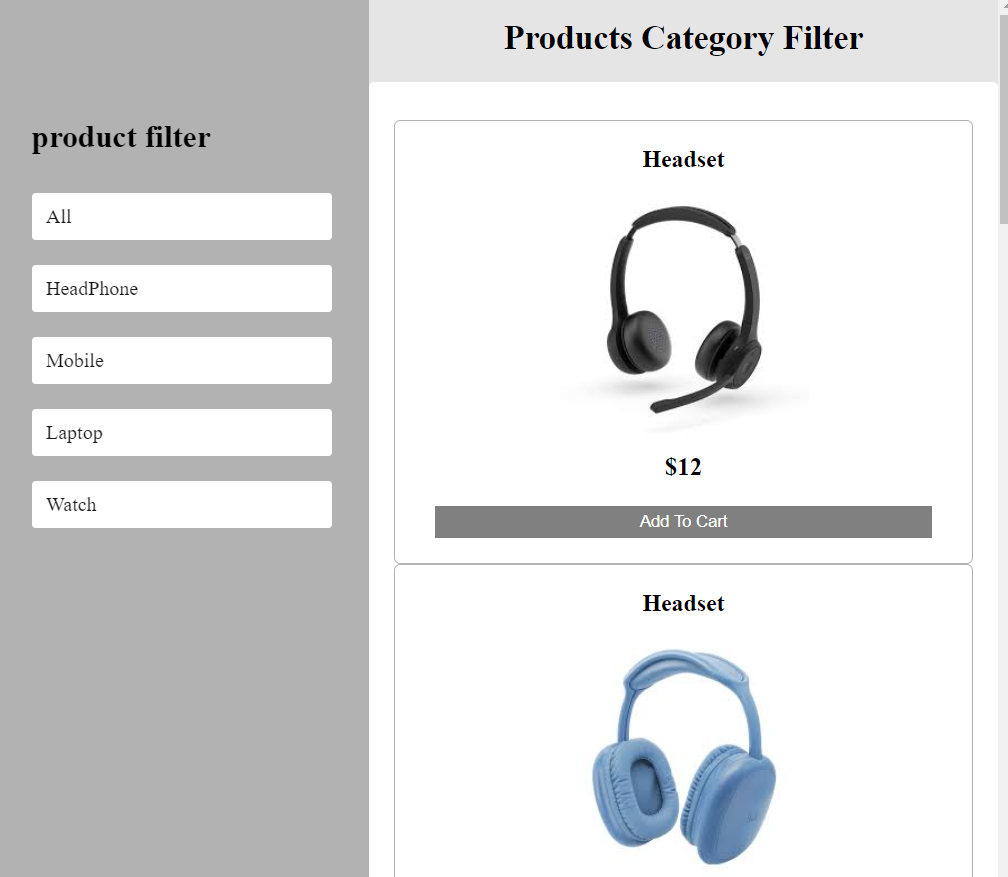 Products Category Filter
product filter
All
HeadPhone
Mobile
Laptop
Watch
Headset
$12
Add To Cart
Headset